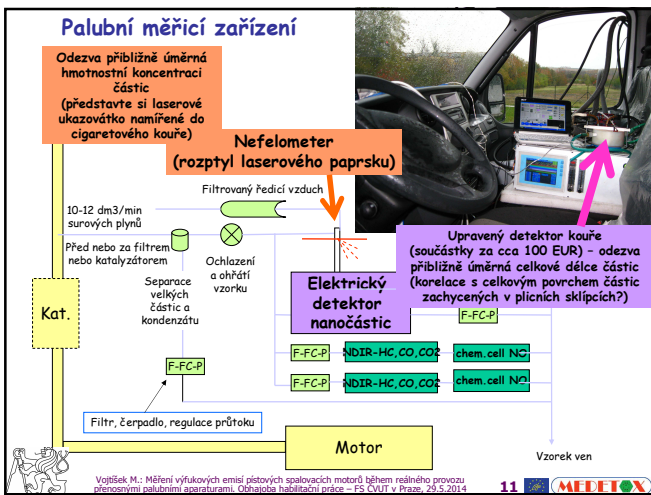 Palubní měřicí zařízení
Odezva přibližně úměrná
hmotnostní koncentraci
částic
(představte si laserové
ukazovátko namířené do
cigaretového kouře)
Nefelometer
(rozptyl laserového paprsku)
Filtrovaný ředicí vzduch
10-12 dm3/min
surových plynů
Před nebo za filtrem
nebo katalyzátorem
Ochlazení
a ohřátí
vzorku
Separace
velkých
částic a
kondenzátu
Upravený detektor kouře
(součástky za cca 100 EUR) – odezva
přibližně úměrná celkové délce částic
(korelace s celkovým povrchem částic
zachycených v plicních sklípcích?)
Elektrický
detektor
nanočástic
Kat.
F-FC-P
F-FC-P
NDIR-HC,CO,CO2
chem.cell NO
F-FC-P
F-FC-P
NDIR-HC,CO,CO2
chem.cell NO
Filtr, čerpadlo, regulace průtoku
Motor
Vzorek ven
Vojtíšek M.: Měření výfukových emisí pístových spalovacích motorů během reálného provozu
přenosnými palubními aparaturami. Obhajoba habilitační práce – FS ČVUT v Praze, 29.5.2014
11
MEDETOX